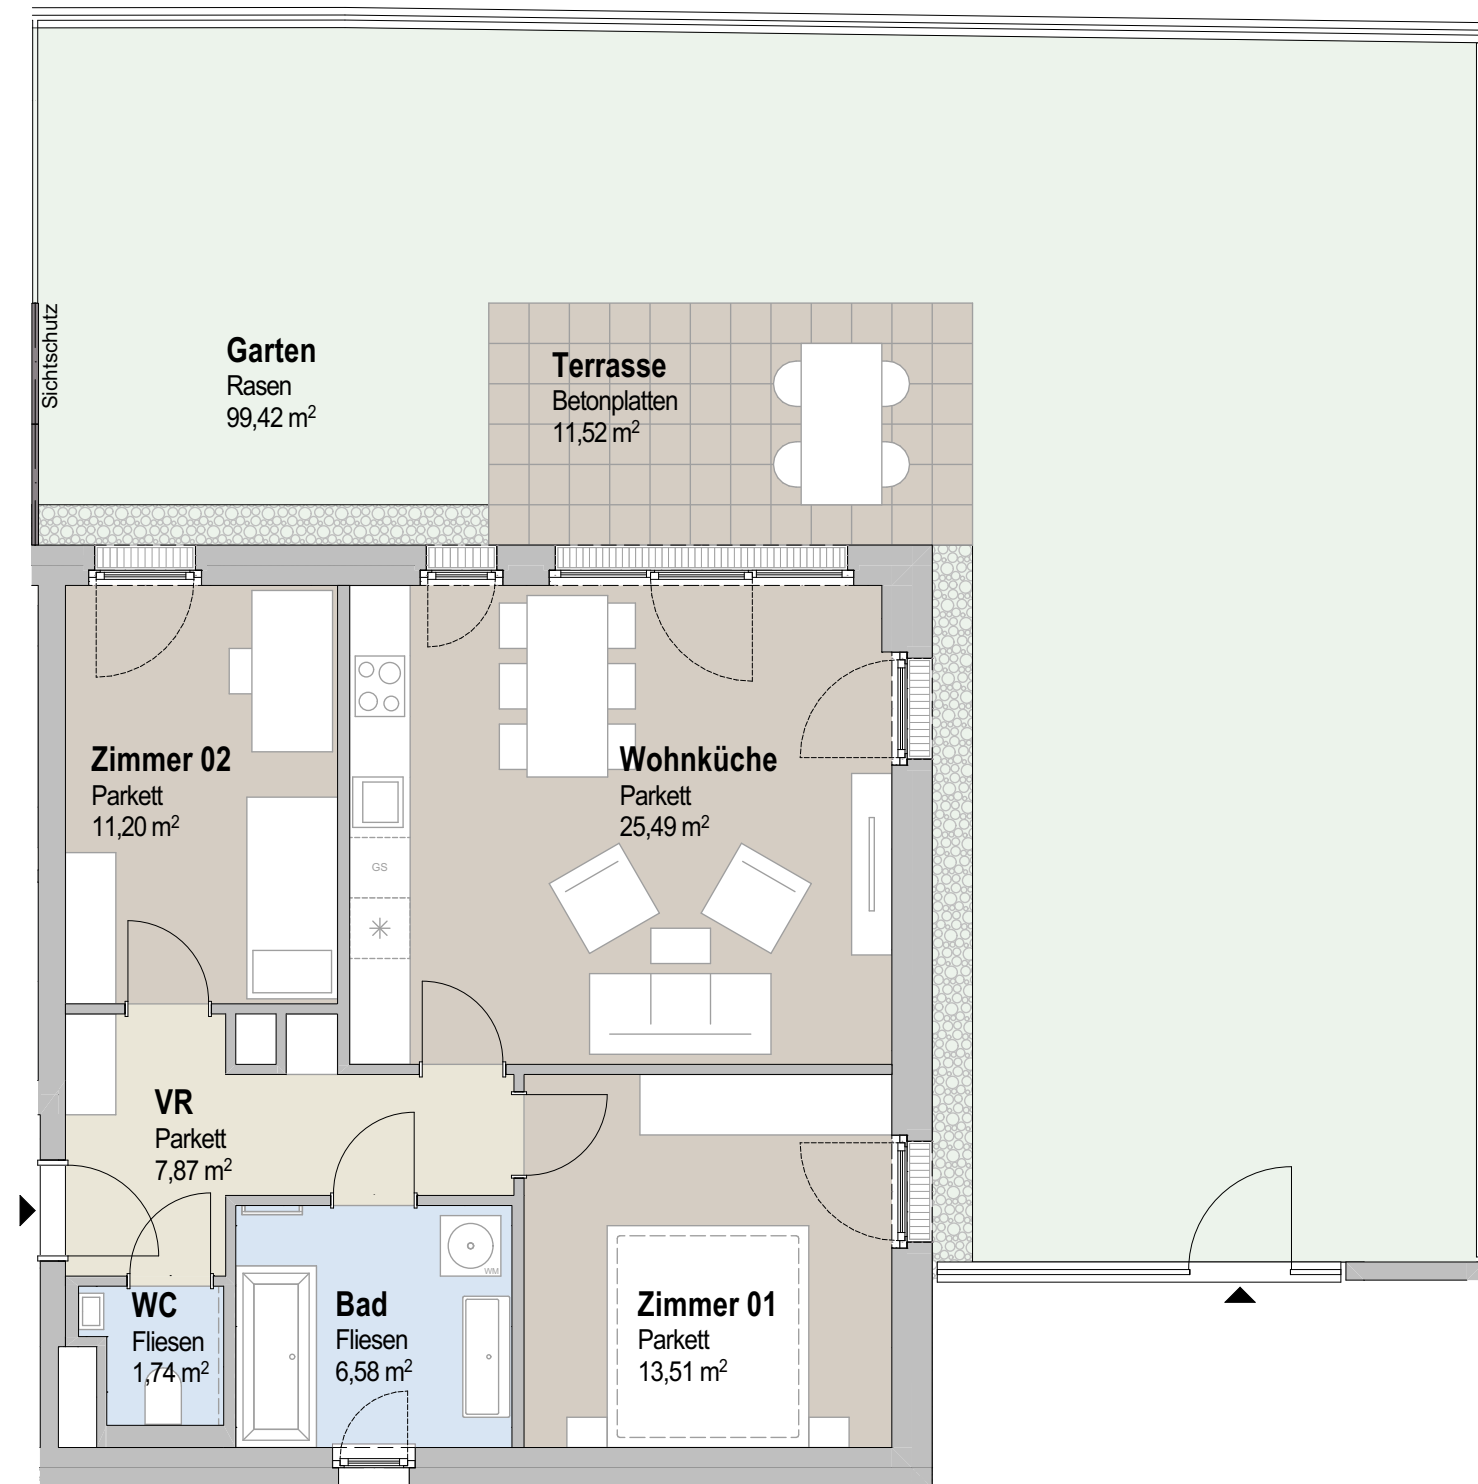 Sichtschutz
Garten
Rasen
99,42 m²
Terrasse
Betonplatten
11,52 m²
Zimmer 02
Parkett
11,20 m²
Wohnküche
Parkett
25,49 m²
GS
VR
Parkett
7,87 m²
WM
WC
Fliesen
1,74 m²
Bad
Fliesen
6,58 m²
Zimmer 01
Parkett
13,51 m²